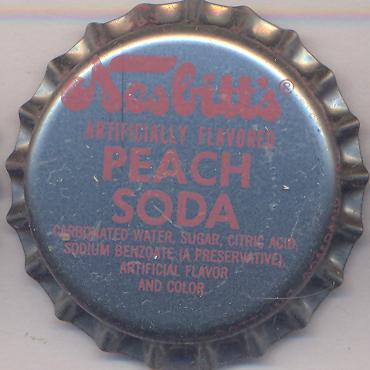 Nesbitt's®
ARTIFICIALLY FLAVORED
PEACH
SODA
CARBONATED WATER, SUGAR, CITRIC ACID,
SODIUM BENZOATE (A PRESERVATIVE),
ARTIFICIAL FLAVOR
AND COLOR.